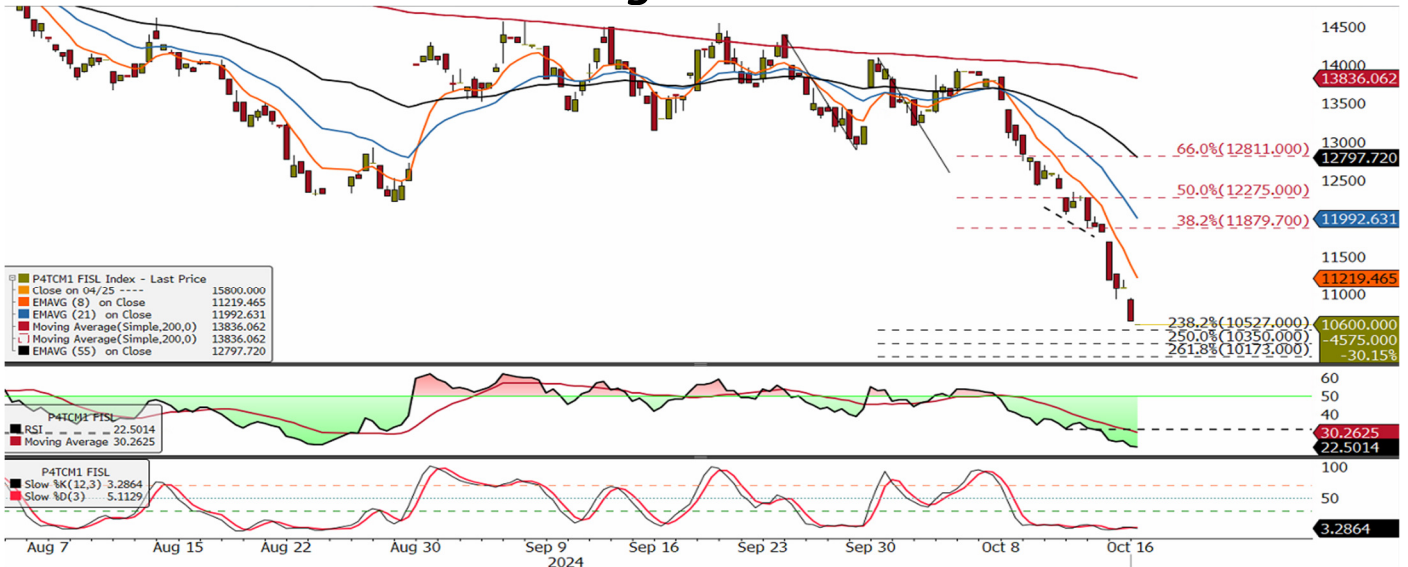 14500
14000
13836.062
13500
13000
66.0%(12811.000)
12797.720
12500
50.0%(12275.000)
11992.631
38.2%(11879.700)
11500
11219.465
11000
P4TCM1 FISL Index - Last Price
Close on 04/25 ---- 15800.000
EMAVG (8) on Close 11219.465
EMAVG (21) on Close 11992.631
Moving Average(Simple,200,0) 13836.062
Moving Average(Simple,200,0) 13836.062
EMAVG (55) on Close 12797.720
238.2%(10527.000)
10600.000
250.0%(10350.000)
-4575.000
261.8%(10173.000)
-30.15%
60
50
40
P4TCM1 FISL
RSI 22.5014
Moving Average 30.2625
30.2625
22.5014
P4TCM1 FISL
Slow %K(12,3) 3.2864
Slow %D(3) 5.1129
100
50
3.2864
Aug 7 Aug 15 Aug 22 Aug 30 Sep 9 Sep 16 Sep 23 Sep 30 Oct 8 Oct 16
2024